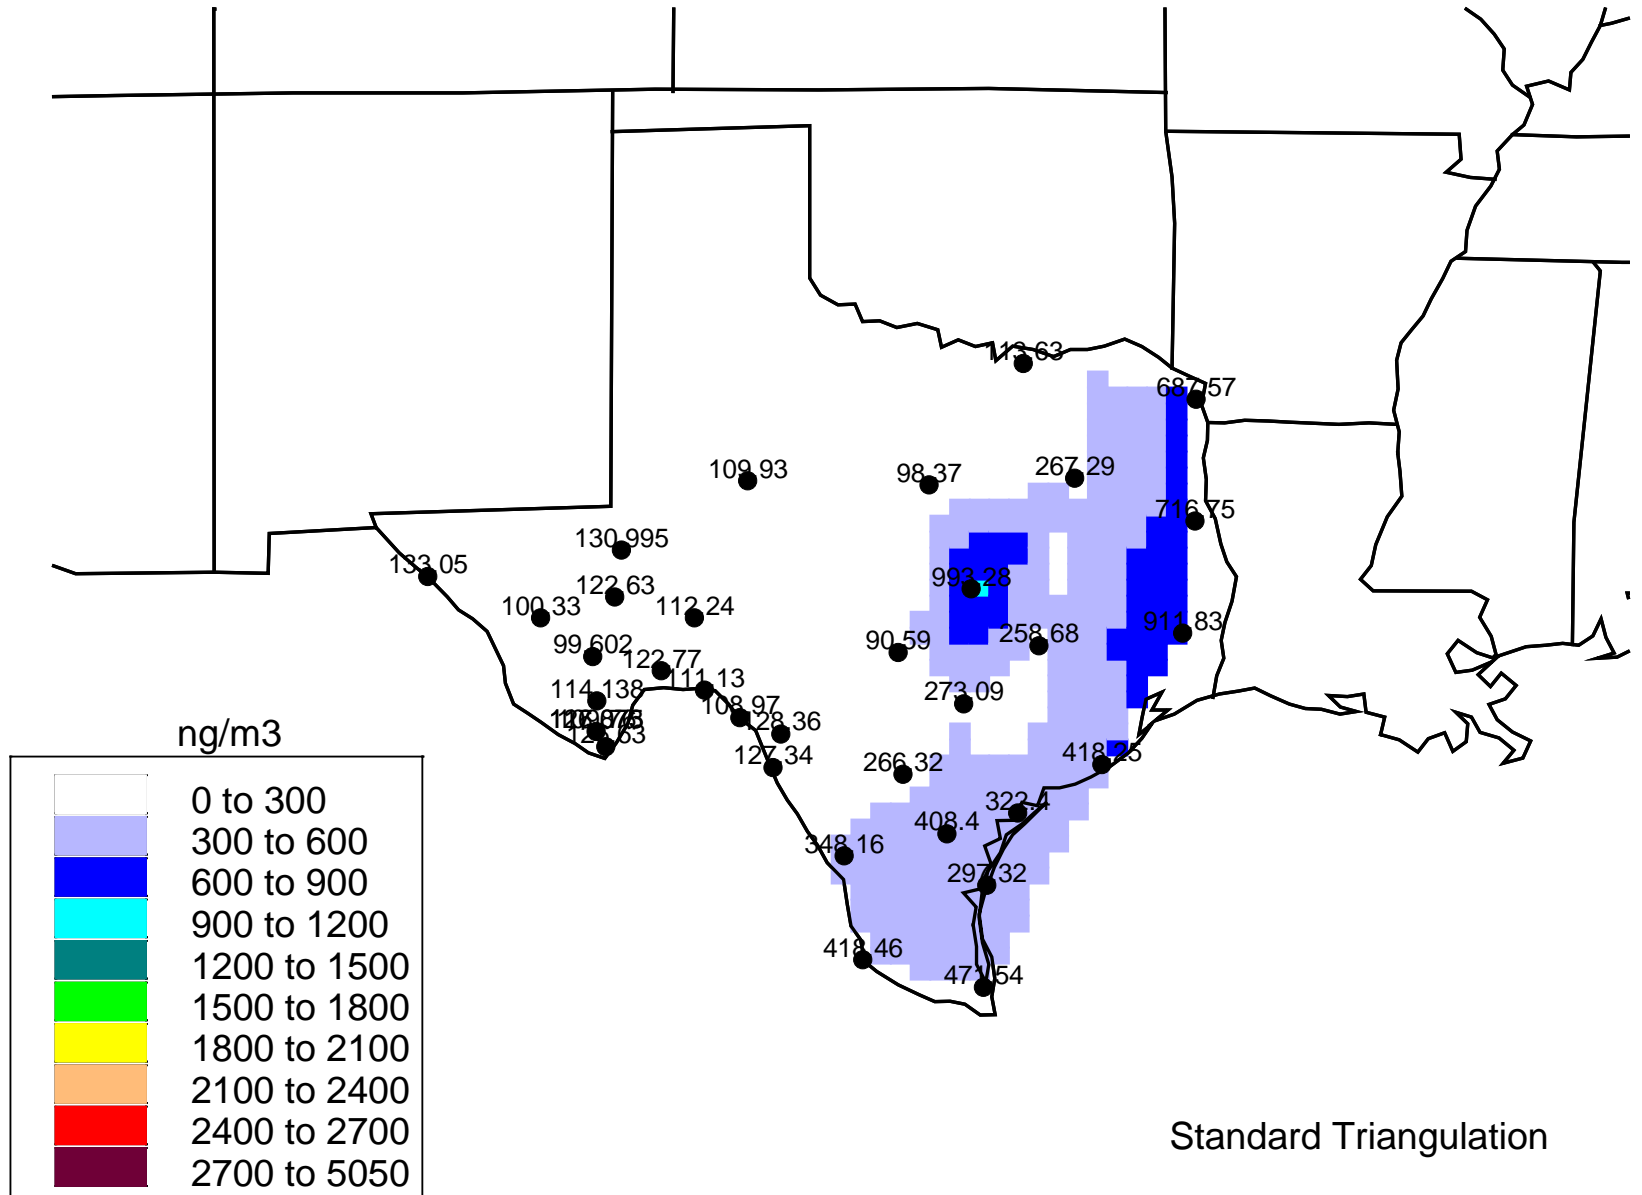 113.63
687.57
109.93
98.37
267.29
716.75
130.995
133.05
122.63
993.28
100.33
112.24
911.83
258.68
90.59
99.602
122.77
111.13
114.138
273.09
108.97
128.36
127.34
266.32
418.25
322.4
408.4
348.16
297.32
418.46
471.54
ng/m3
0 to 300
300 to 600
600 to 900
900 to 1200
1200 to 1500
1500 to 1800
1800 to 2100
2100 to 2400
2400 to 2700
2700 to 5050
Standard Triangulation